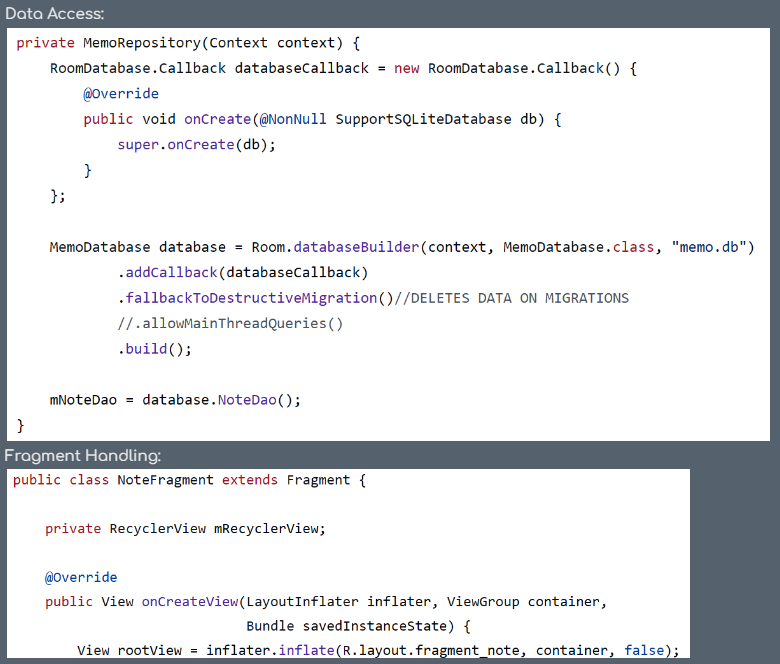 Data Access:
private MemoRepository(Context context) {
    RoomDatabase.Callback databaseCallback = new RoomDatabase.Callback() {
        @Override
        public void onCreate(@NonNull SupportSQLiteDatabase db) {
            super.onCreate(db);
        }
    };
    MemoDatabase database = Room.databaseBuilder(context, MemoDatabase.class, "memo.db")
            .addCallback(databaseCallback)
            .fallbackToDestructiveMigration()//DELETES DATA ON MIGRATIONS
            //.allowMainThreadQueries()
            .build();
    mNoteDao = database.NoteDao();
}
Fragment Handling:
public class NoteFragment extends Fragment {
    private RecyclerView mRecyclerView;
    @Override
    public View onCreateView(LayoutInflater inflater, ViewGroup container,
                             Bundle savedInstanceState) {
        View rootView = inflater.inflate(R.layout.fragment_note, container, false);